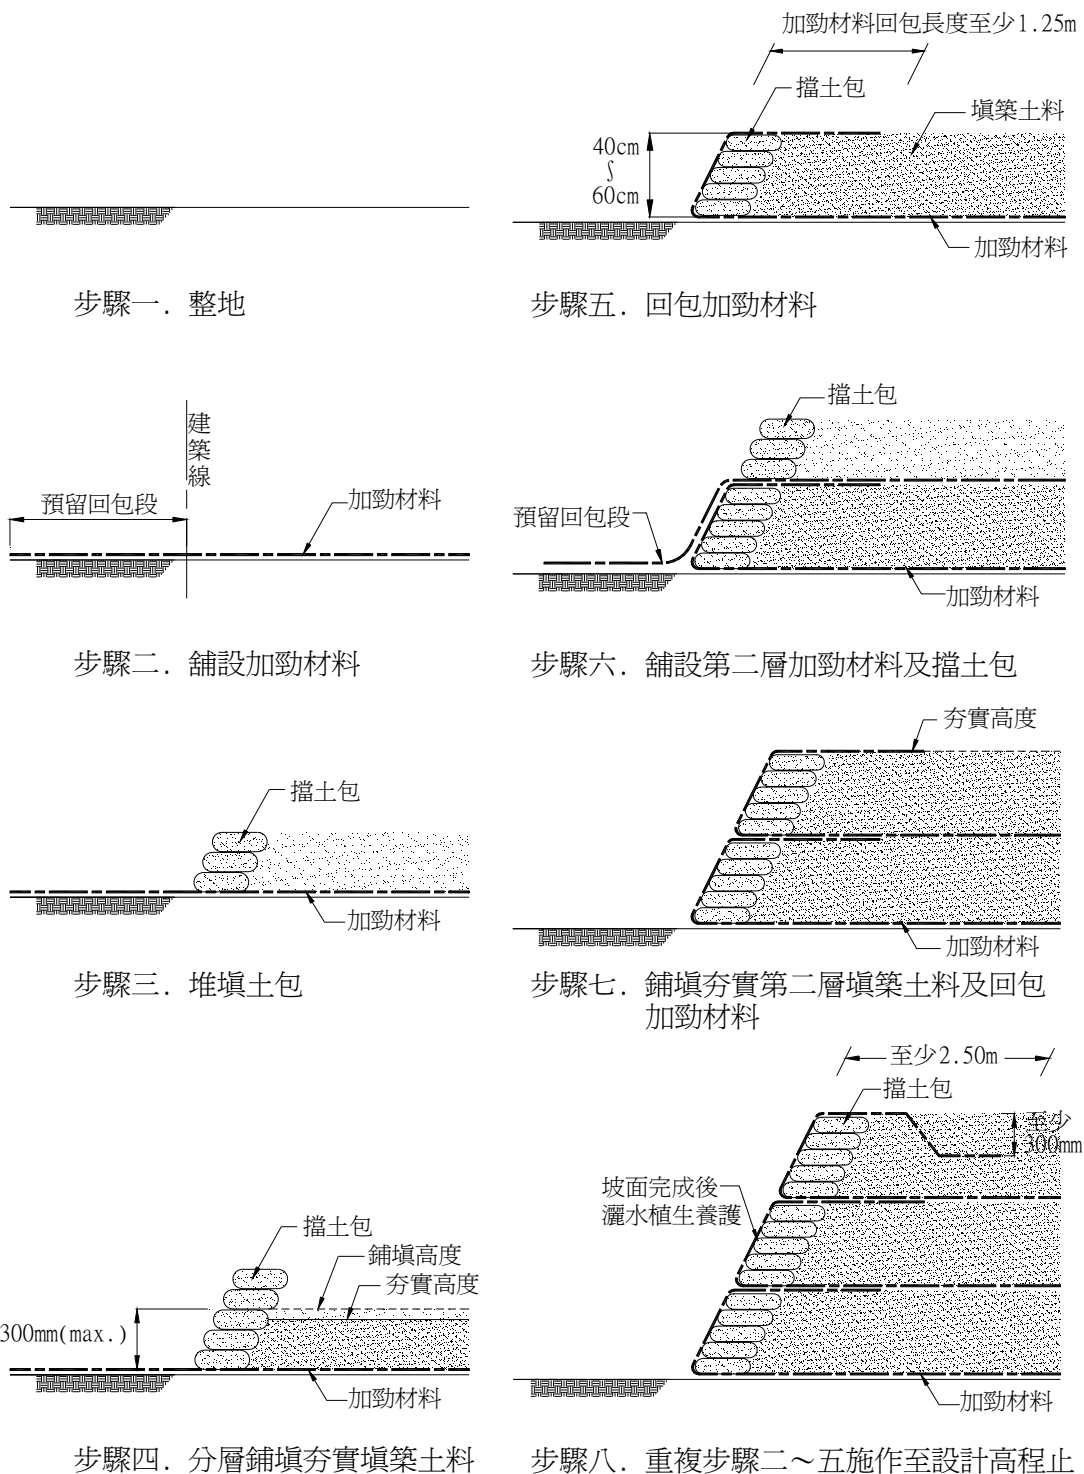 步驟一. 整地
建築線
預留回包段
加勁材料
步驟二. 舖設加勁材料
擋土包
加勁材料
步驟三. 堆填土包
擋土包
鋪填高度
夯實高度
300mm(max.)
加勁材料
步驟四. 分層鋪填夯實填築土料
加勁材料回包長度至少1.25m
擋土包
填築土料
40cm
∫
60cm
加勁材料
步驟五. 回包加勁材料
擋土包
預留回包段
加勁材料
步驟六. 舖設第二層加勁材料及擋土包
夯實高度
加勁材料
步驟七. 鋪填夯實第二層填築土料及回包
加勁材料
至少2.50m
擋土包
至少
300mm
坡面完成後
灑水植生養護
加勁材料
步驟八. 重複步驟二～五施作至設計高程止